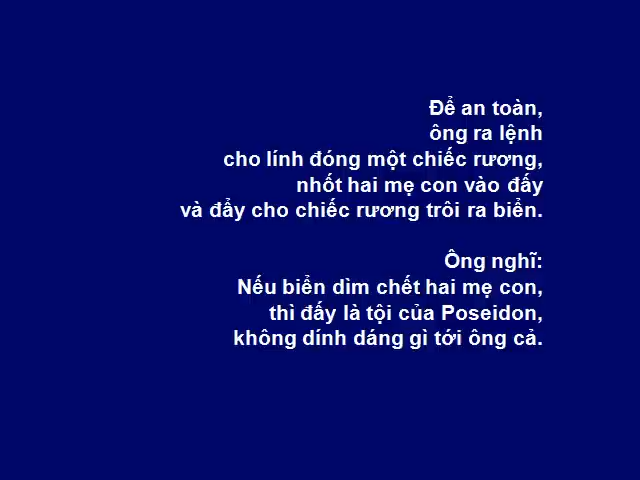 Để an toàn,
ông ra lệnh
cho lính đóng một chiếc rương,
nhốt hai mẹ con vào đấy
và đẩy cho chiếc rương trôi ra biển.
Ông nghĩ:
Nếu biển dìm chết hai mẹ con,
thì đấy là tội của Poseidon,
không dính dáng gì tới ông cả.